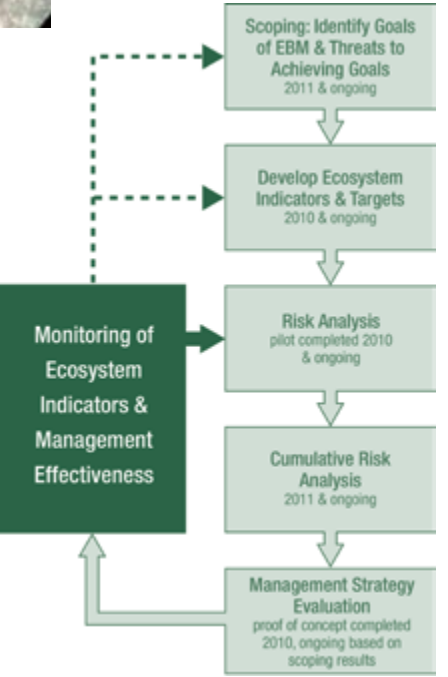 Scoping: Identify Goals
of EBM & Threats to
Achieving Goals
2011 & ongoing
Develop Ecosystem
Indicators & Targets
2010 & ongoing
Risk Analysis
pilot completed 2010
& ongoing
Monitoring of
Ecosystem
Indicators &
Management
Effectiveness
Cumulative Risk
Analysis
2011 & ongoing
Management Strategy
Evaluation
proof of concept completed
2010, ongoing based on
scoping results